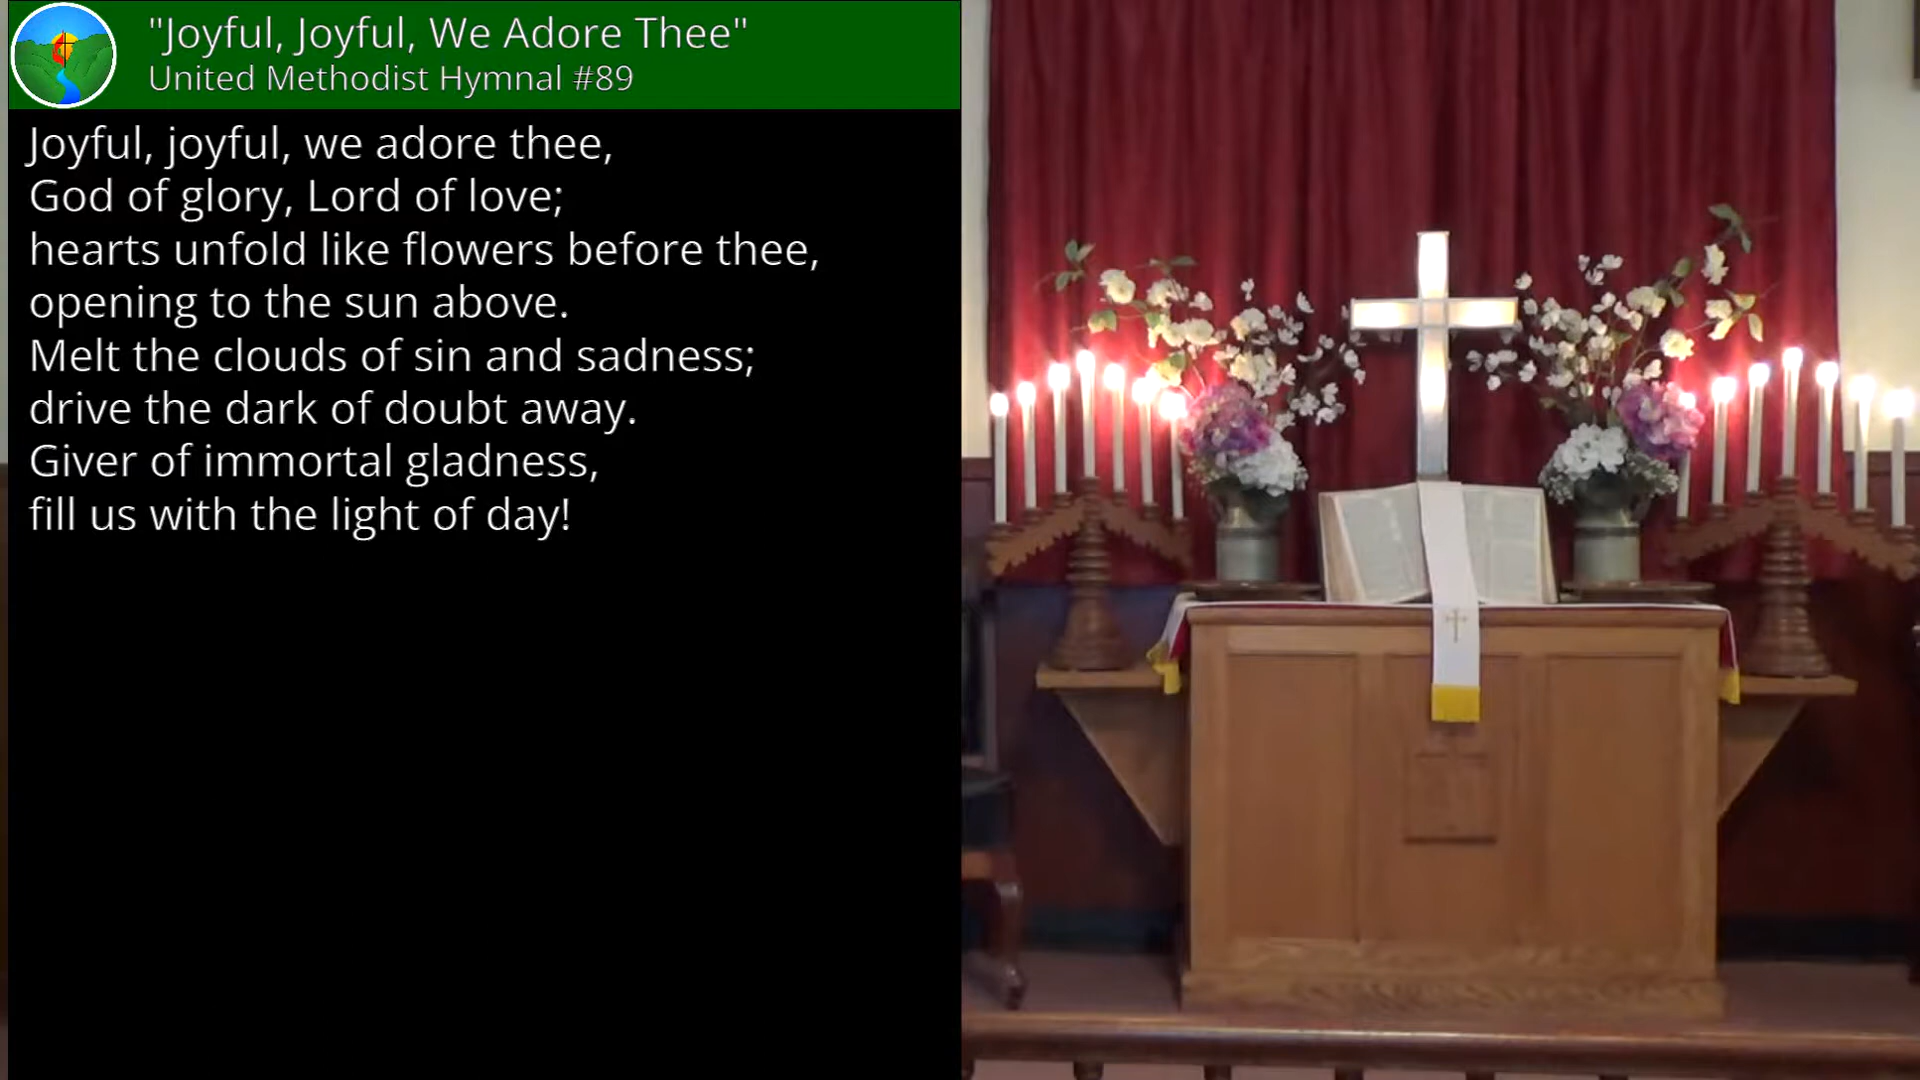 "Joyful, Joyful, We Adore Thee"
United Methodist Hymnal #89
Joyful, joyful, we adore thee,
God of glory, Lord of love;
hearts unfold like flowers before thee,
opening to the sun above.
Melt the clouds of sin and sadness;
drive the dark of doubt away.
Giver of immortal gladness,
fill us with the light of day!